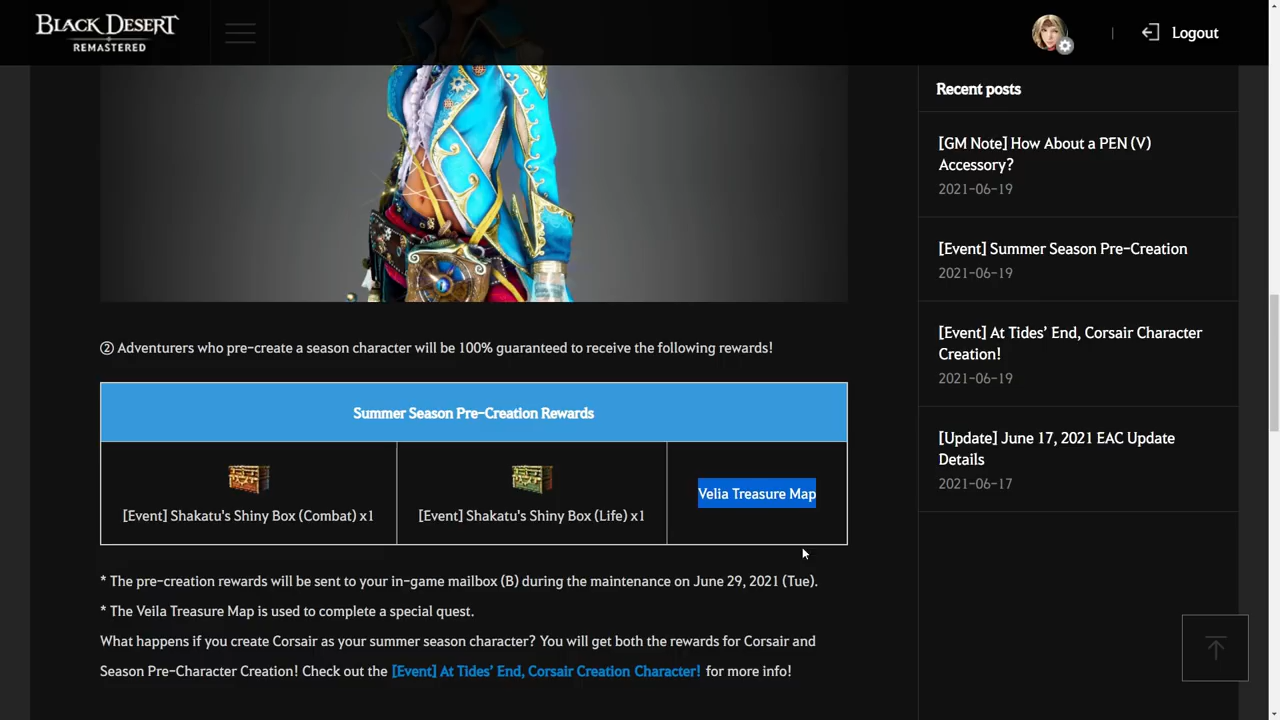 BLACK DESERT
REMASTERED
Logout
Recent posts
[GM Note] How About a PEN (V)
Accessory?
2021-06-19
[Event] Summer Season Pre-Creation
2021-06-19
[Event] At Tides' End, Corsair Character
Creation!
2021-06-19
[Update] June 17, 2021 EAC Update
Details
2021-06-17
② Adventurers who pre-create a season character will be 100% guaranteed to receive the following rewards!
Summer Season Pre-Creation Rewards
[Event] Shakatu's Shiny Box (Combat) x1
[Event] Shakatu's Shiny Box (Life) x1
Velia Treasure Map
* The pre-creation rewards will be sent to your in-game mailbox (B) during the maintenance on June 29, 2021 (Tue).
* The Veila Treasure Map is used to complete a special quest.
What happens if you create Corsair as your summer season character? You will get both the rewards for Corsair and
Season Pre-Character Creation! Check out the [Event] At Tides' End, Corsair Creation Character! for more info!